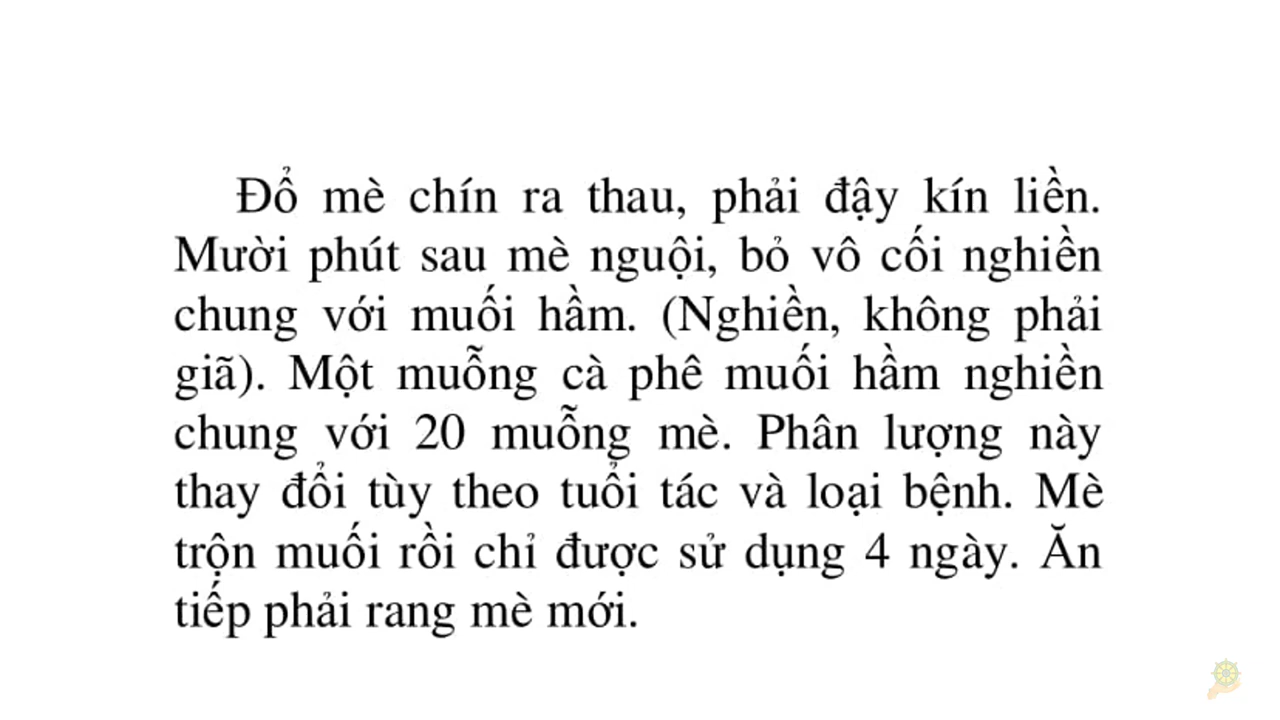 Đổ mè chín ra thau, phải đậy kín liền.
Mười phút sau mè nguội, bỏ vô cối nghiền
chung với muối hầm. (Nghiền, không phải
giã). Một muỗng cà phê muối hầm nghiền
chung với 20 muỗng mè. Phân lượng này
thay đổi tùy theo tuổi tác và loại bệnh. Mè
trộn muối rồi chỉ được sử dụng 4 ngày. Ăn
tiếp phải rang mè mới.